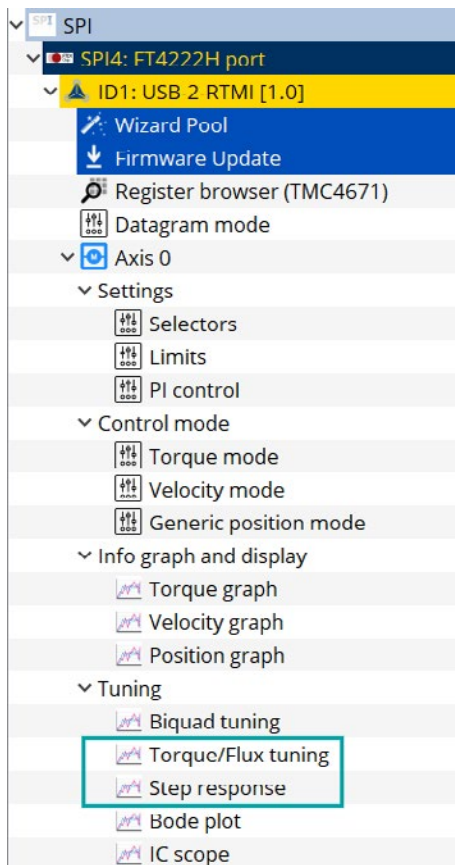 SPI SPI
SPI4: FT4222H port
ID1: USB 2 RTMI [1.0]
Wizard Pool
Firmware Update
Register browser (TMC4671)
Datagram mode
Axis 0
Settings
Selectors
Limits
PI control
Control mode
Torque mode
Velocity mode
Generic position mode
Info graph and display
Torque graph
Velocity graph
Position graph
Tuning
Biquad tuning
Torque/Flux tuning
Step response
Bode plot
IC scope